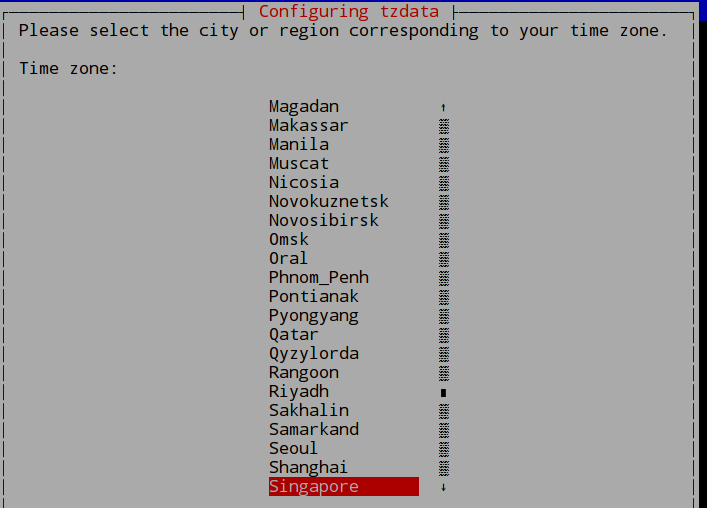 Configuring tzdata
Please select the city or region corresponding to your time zone.
Time zone:
Magadan
Makassar
Manila
Muscat
Nicosia
Novokuznetsk
Novosibirsk
Omsk
Oral
Phnom_Penh
Pontianak
Pyongyang
Qatar
Qyzylorda
Rangoon
Riyadh
Sakhalin
Samarkand
Seoul
Shanghai
Singapore